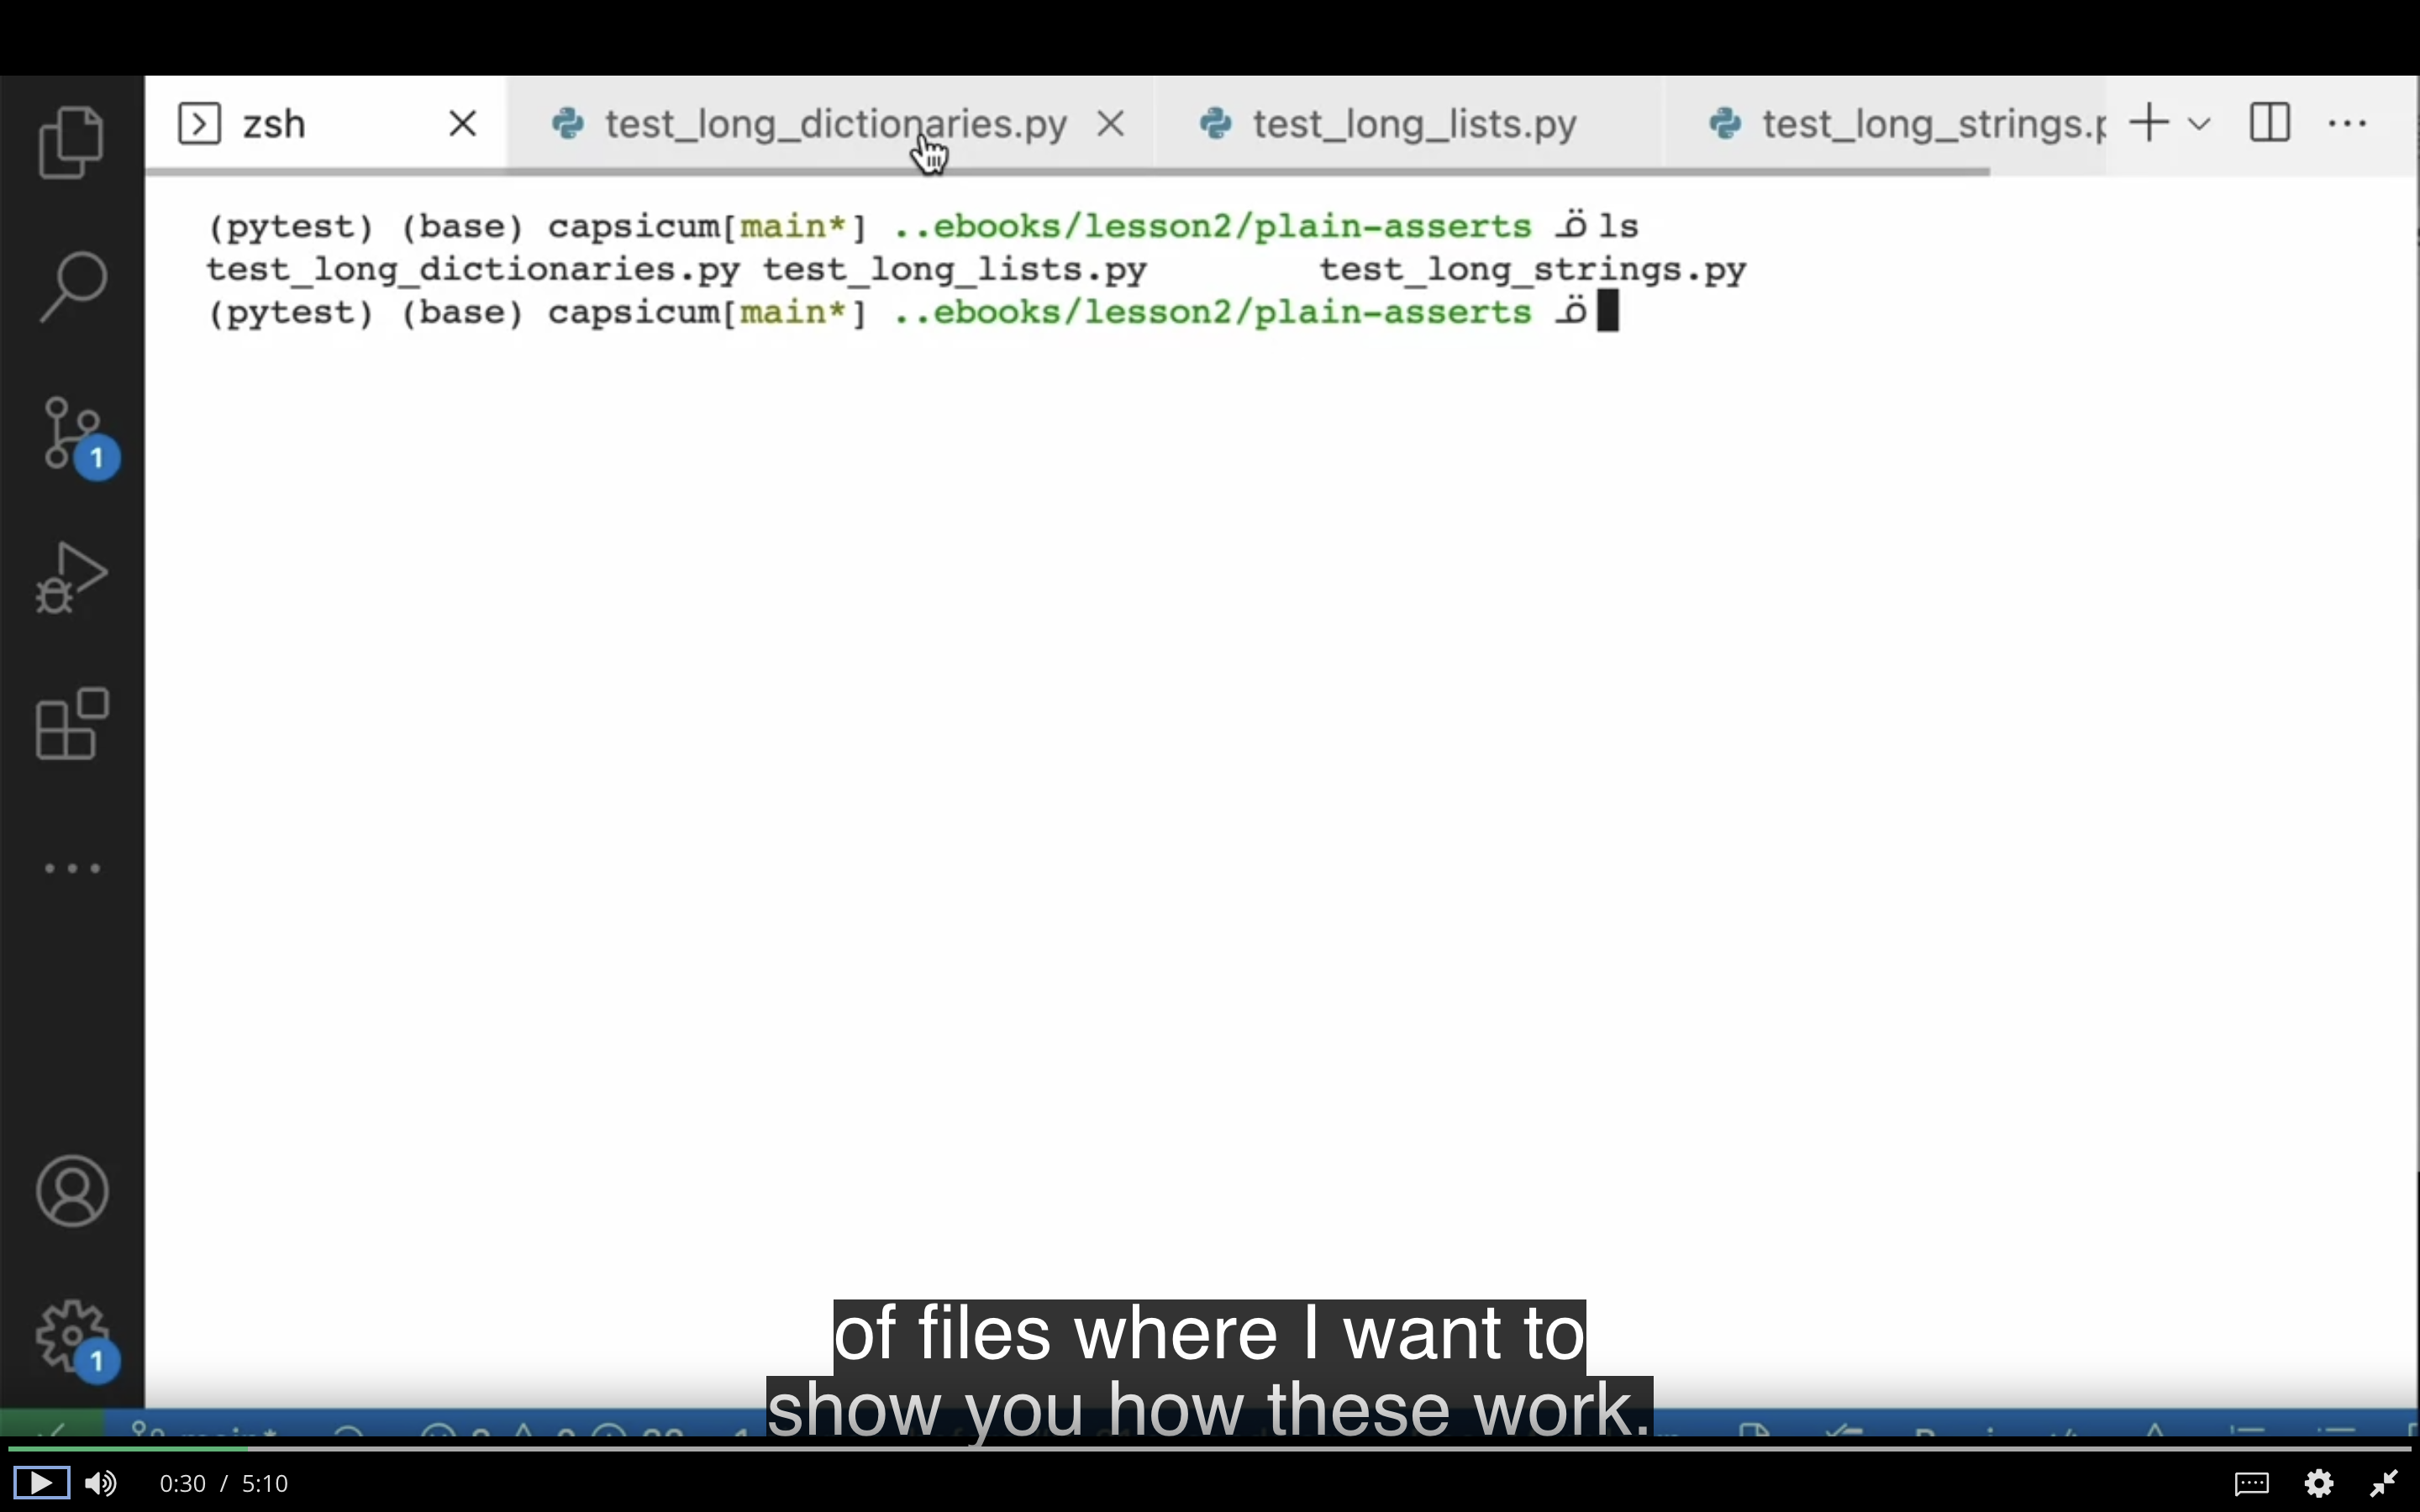 zsh
test_long_dictionaries.py
test_long_lists.py
test_long_strings.p
(pytest) (base) capsicum[main*] ..ebooks/lesson2/plain-asserts ö ls
test_long_dictionaries.py test_long_lists.py test_long_strings.py
(pytest) (base) capsicum[main*] ..ebooks/lesson2/plain-asserts ö
1
1
of files where I want to
show you how these work.
main*
0:30 / 5:10